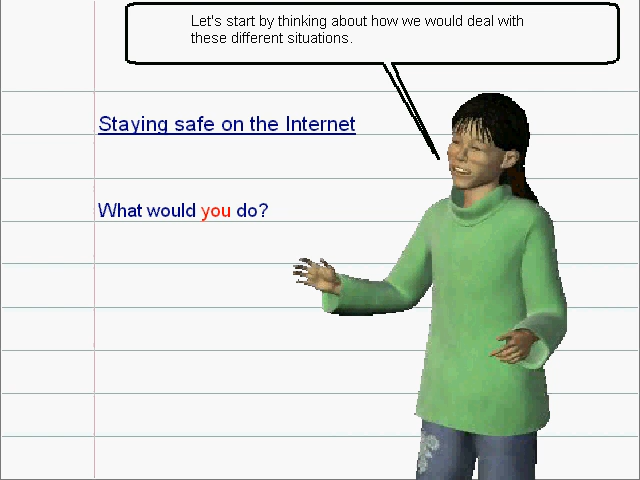 Let's start by thinking about how we would deal with
these different situations.
Staying safe on the Internet
What would you do?